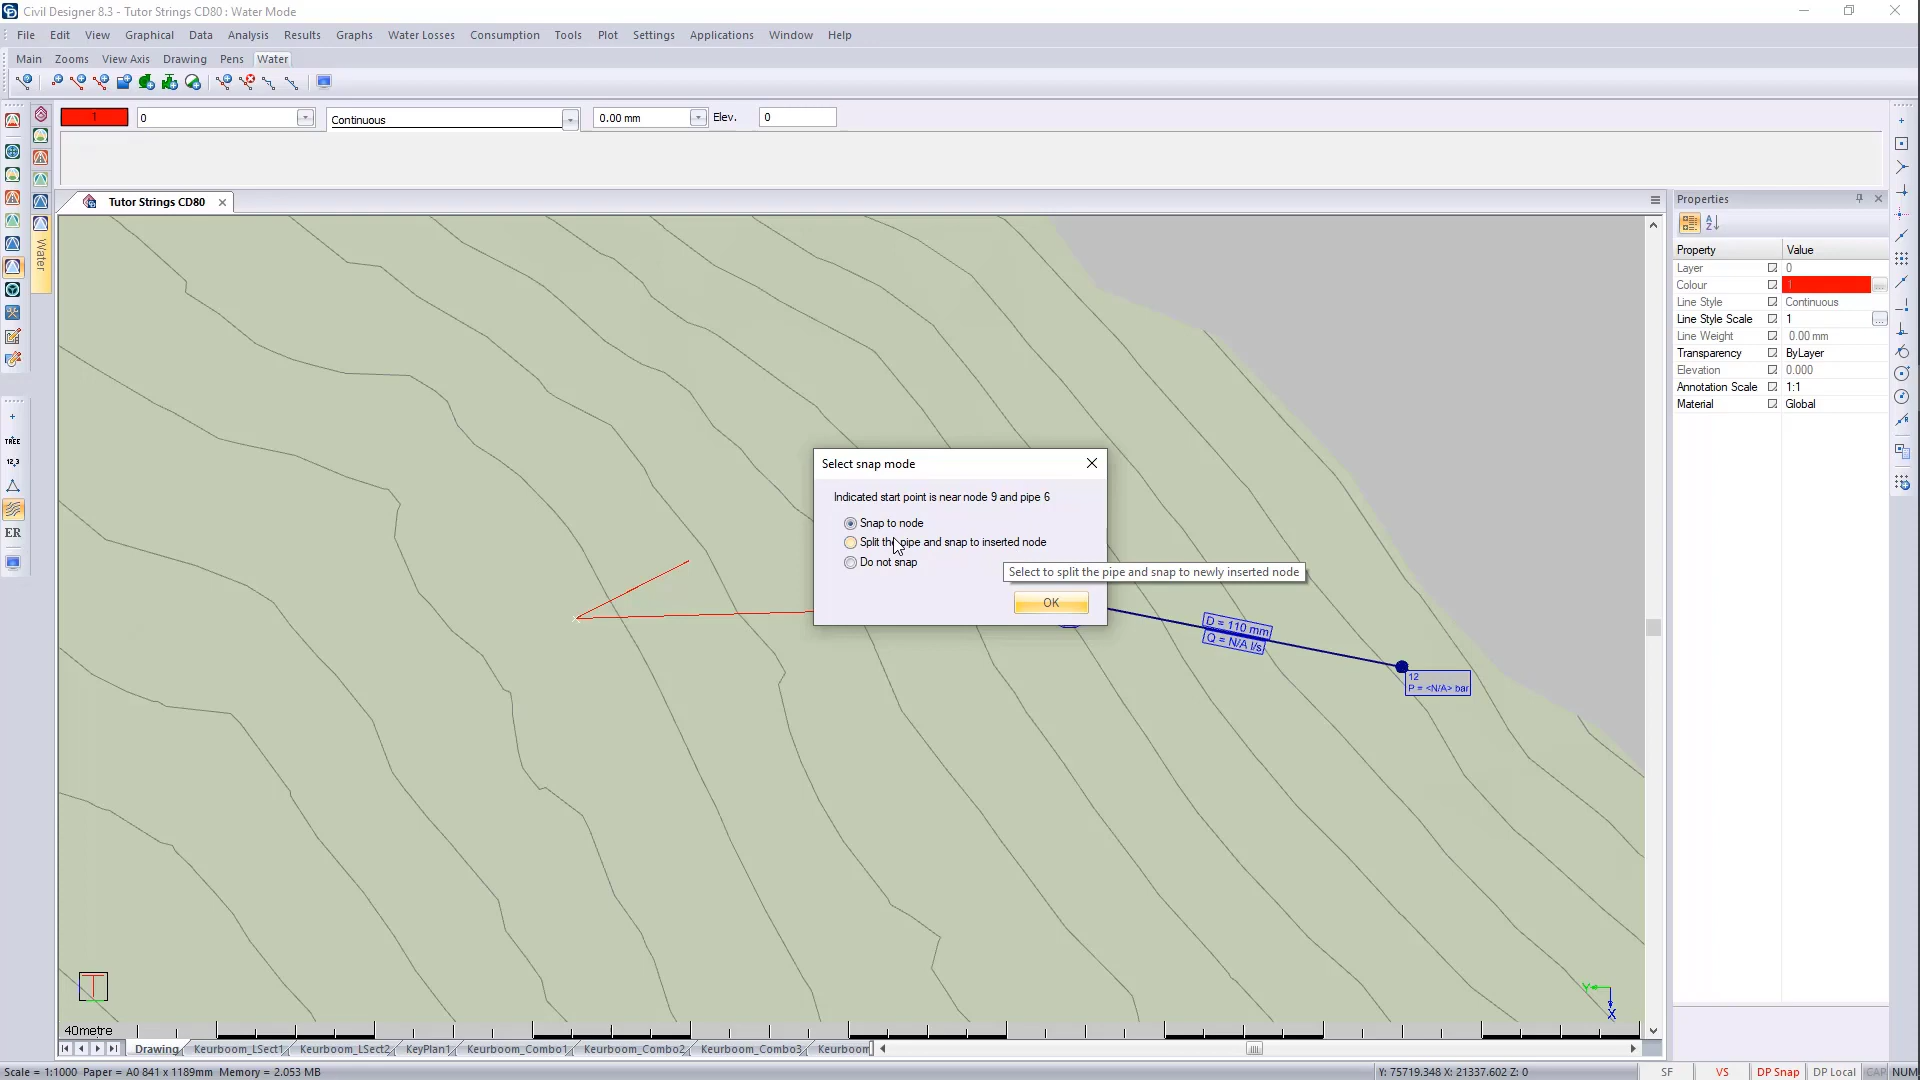 Civil Designer 8.3 - Tutor Strings CD80 : Water Mode
File Edit View Graphical Data Analysis Results Graphs Water Losses Consumption Tools Plot Settings Applications Window Help
Main Zooms View Axis Drawing Pens Water
1 0 Continuous 0.00 mm Elev. 0
Tutor Strings CD80
Water
TREE
12.3
ER
Properties
Property Value
Layer 0
Colour 1
Line Style Continuous
Line Style Scale 1
Line Weight 0.00 mm
Transparency ByLayer
Elevation 0.000
Annotation Scale 1:1
Material Global
Select snap mode
Indicated start point is near node 9 and pipe 6
Snap to node
Split the pipe and snap to inserted node
Do not snap
Select to split the pipe and snap to newly inserted node
OK
D = 110 mm
Q = N/A l/s
12
P = <N/A> bar
Y
X
40metre
Drawing Keurboom_LSect1 Keurboom_LSect2 KeyPlan1 Keurboom_Combo1 Keurboom_Combo2 Keurboom_Combo3 Keurboom
Scale = 1:1000 Paper = A0 841 x 1189mm Memory = 2.053 MB Y: 75719.348 X: 21337.602 Z: 0 SF VS DP Snap DP Local CAP NUM